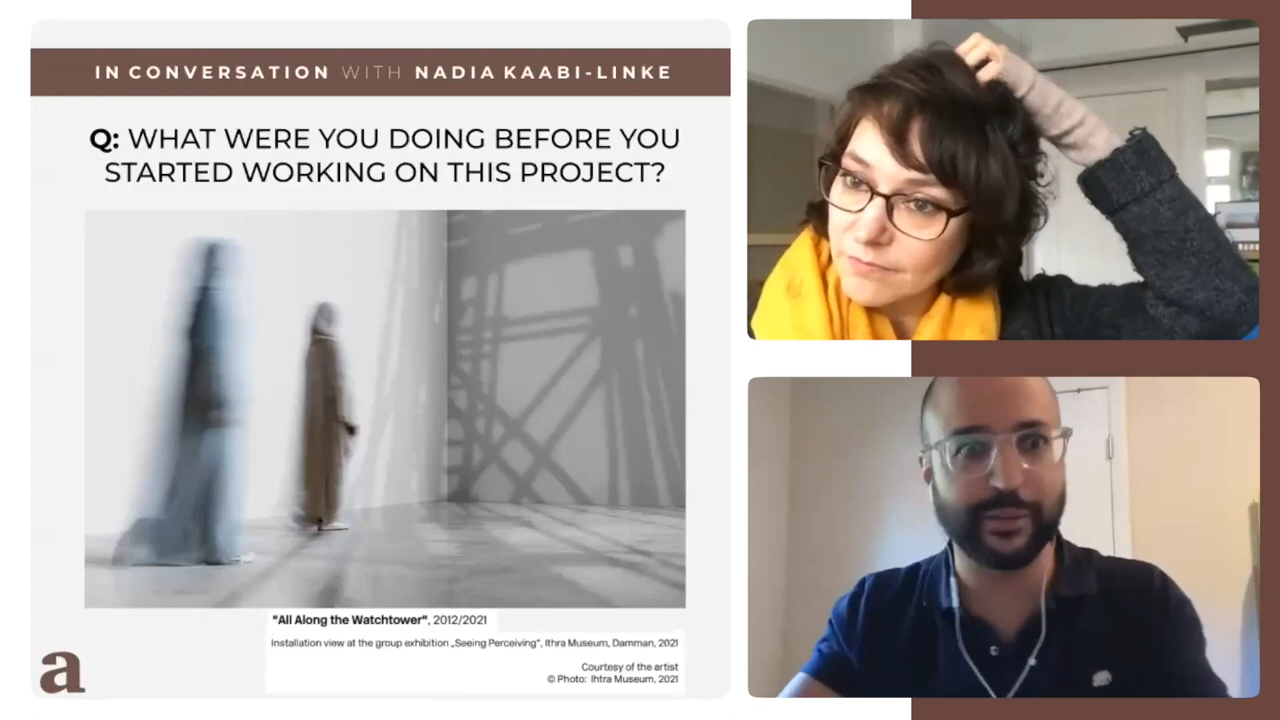 IN CONVERSATION WITH NADIA KAABI-LINKE
Q: WHAT WERE YOU DOING BEFORE YOU
STARTED WORKING ON THIS PROJECT?
"All Along the Watchtower", 2012/2021
Installation view at the group exhibition „Seeing Perceiving“, Ithra Museum, Damman, 2021
Courtesy of the artist
© Photo: Ihtra Museum, 2021
a